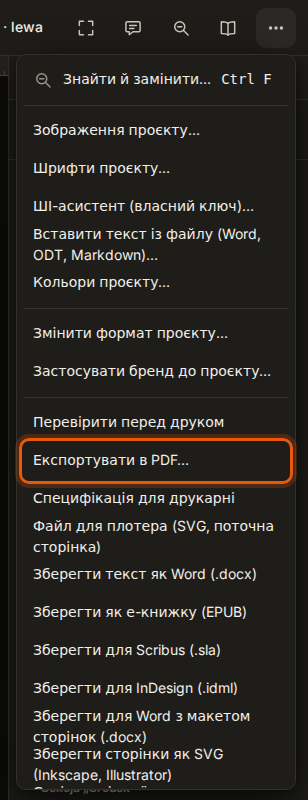 · Iewa
Знайти й замінити... Ctrl F
Зображення проєкту...
Шрифти проєкту...
ШІ-асистент (власний ключ)...
Вставити текст із файлу (Word,
ODT, Markdown)...
Кольори проєкту...
Змінити формат проєкту...
Застосувати бренд до проєкту...
Перевірити перед друком
Експортувати в PDF...
Специфікація для друкарні
Файл для плотера (SVG, поточна
сторінка)
Зберегти текст як Word (.docx)
Зберегти як е-книжку (EPUB)
Зберегти для Scribus (.sla)
Зберегти для InDesign (.idml)
Зберегти для Word з макетом
сторінок (.docx)
Зберегти сторінки як SVG
(Inkscape, Illustrator)